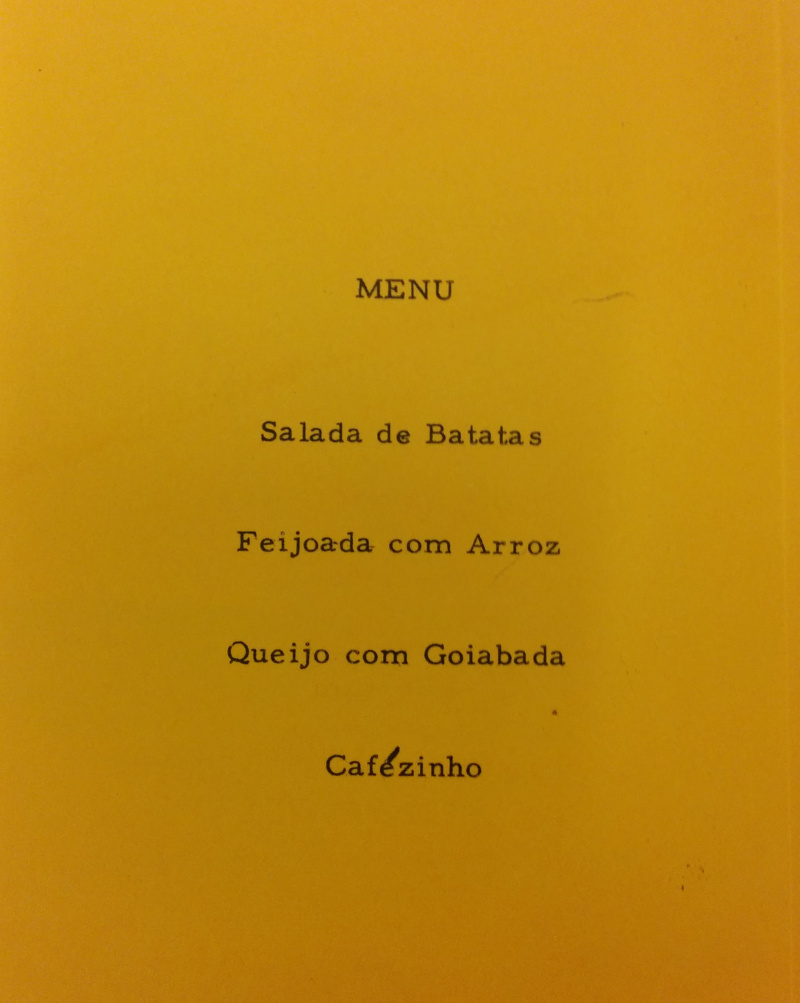 MENU
Salada de Batatas
Feijoada com Arroz
Queijo com Goiabada
Cafézinho